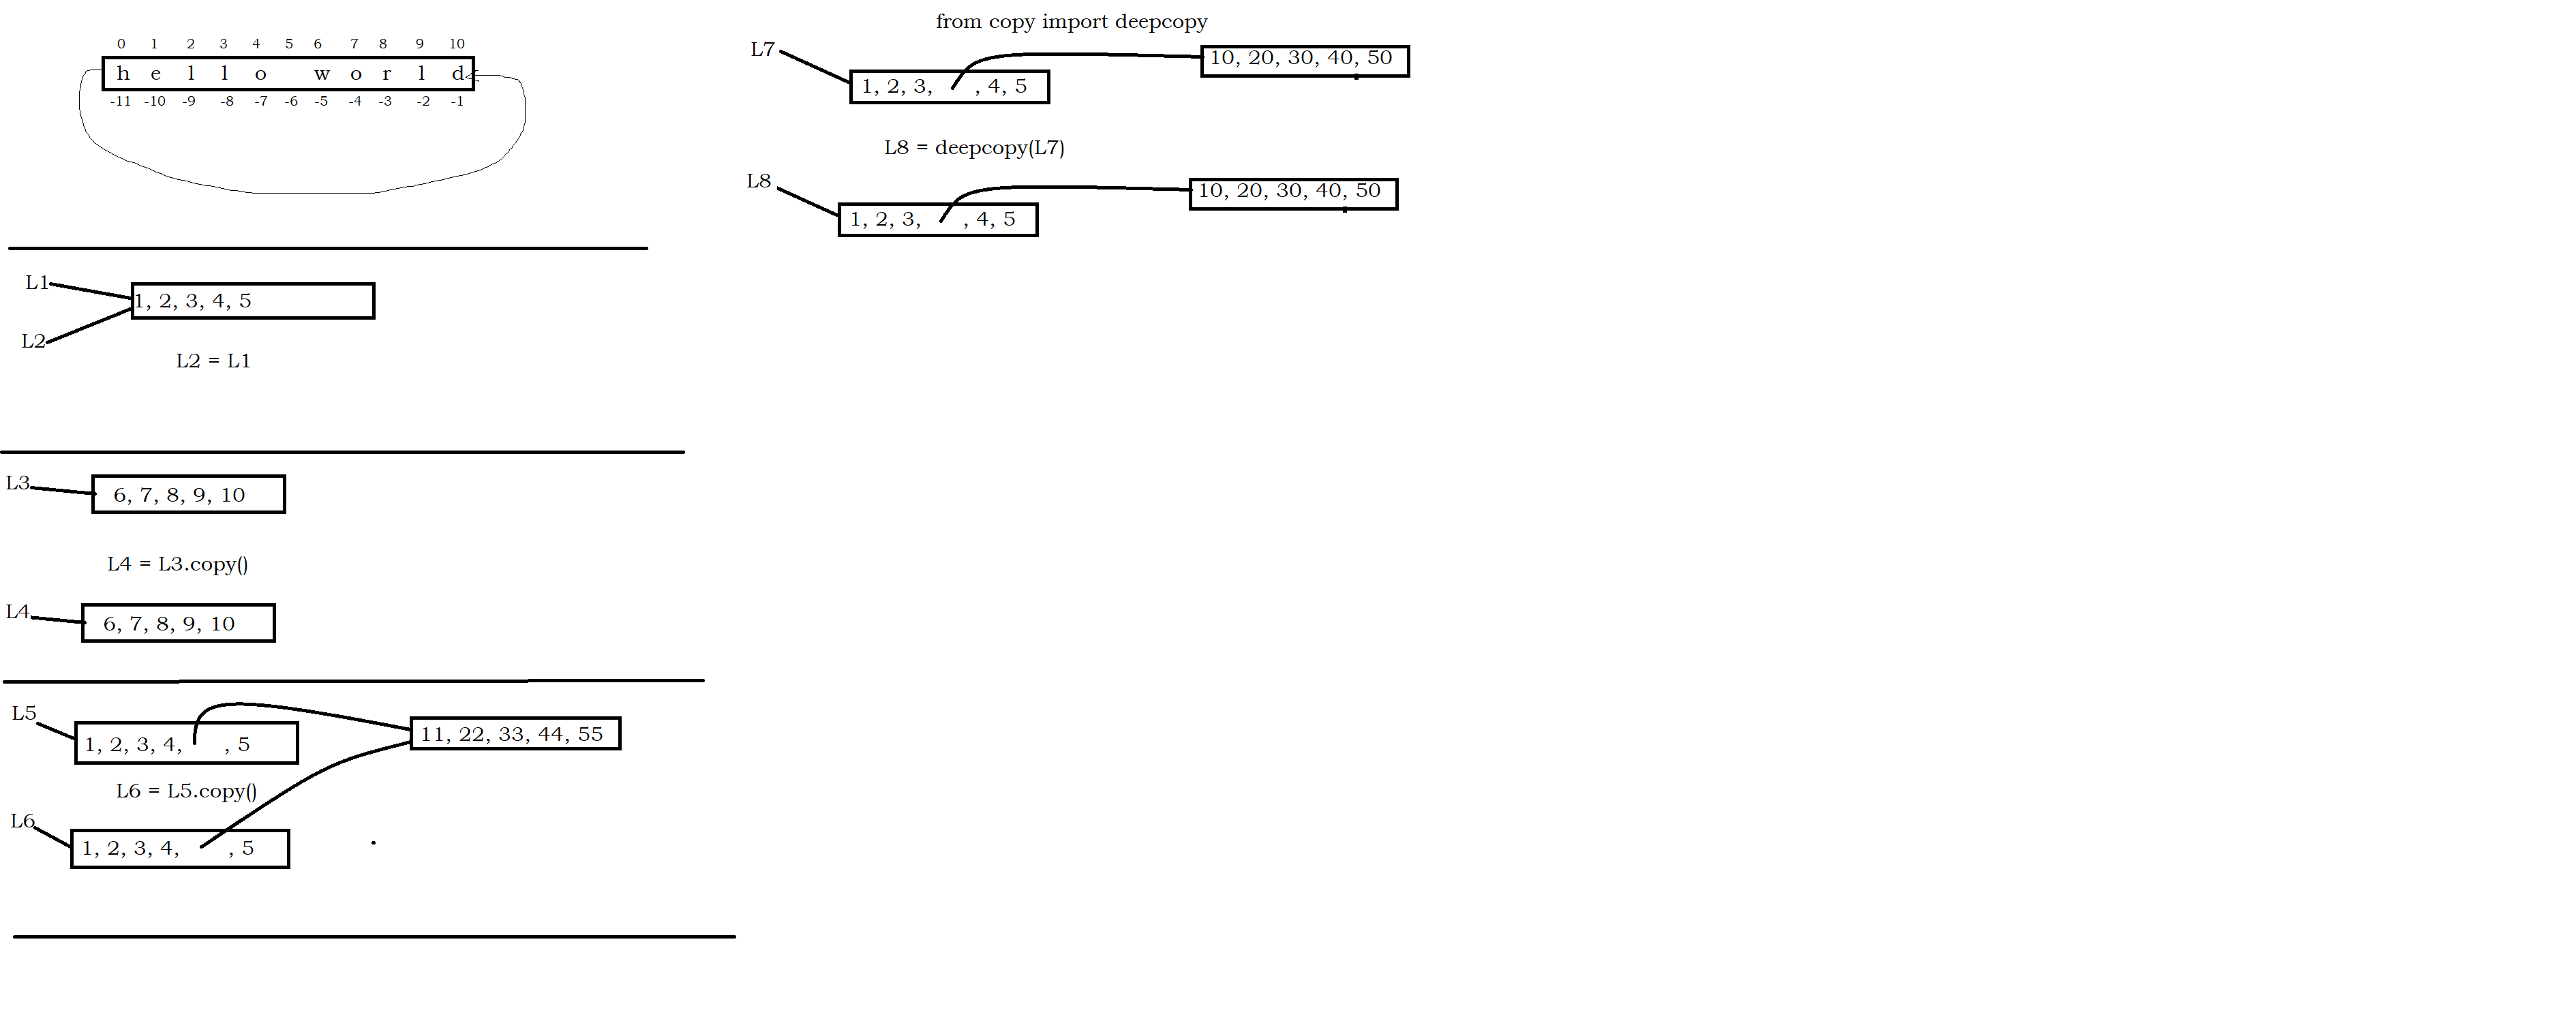 0 1 2 3 4 5 6 7 8 9 10
h e l l o w o r l d
-11 -10 -9 -8 -7 -6 -5 -4 -3 -2 -1
L1
1, 2, 3, 4, 5
L2
L2 = L1
L3
6, 7, 8, 9, 10
L4 = L3.copy()
L4
6, 7, 8, 9, 10
L5
1, 2, 3, 4, , 5
11, 22, 33, 44, 55
L6 = L5.copy()
L6
1, 2, 3, 4, , 5
from copy import deepcopy
L7
1, 2, 3, , 4, 5
10, 20, 30, 40, 50
L8 = deepcopy(L7)
L8
1, 2, 3, , 4, 5
10, 20, 30, 40, 50